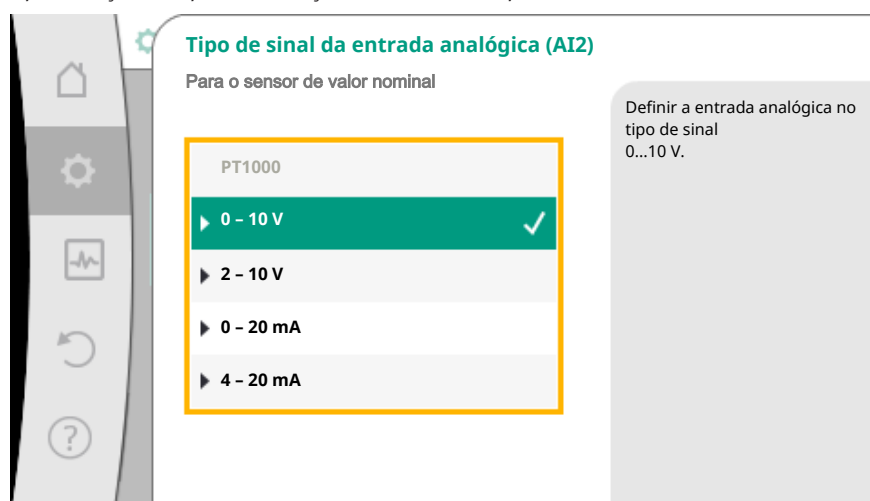 Tipo de sinal da entrada analógica (AI2)
Para o sensor de valor nominal
Definir a entrada analógica no
tipo de sinal
0...10 V.
PT1000
0 – 10 V
2 – 10 V
0 – 20 mA
4 – 20 mA
?